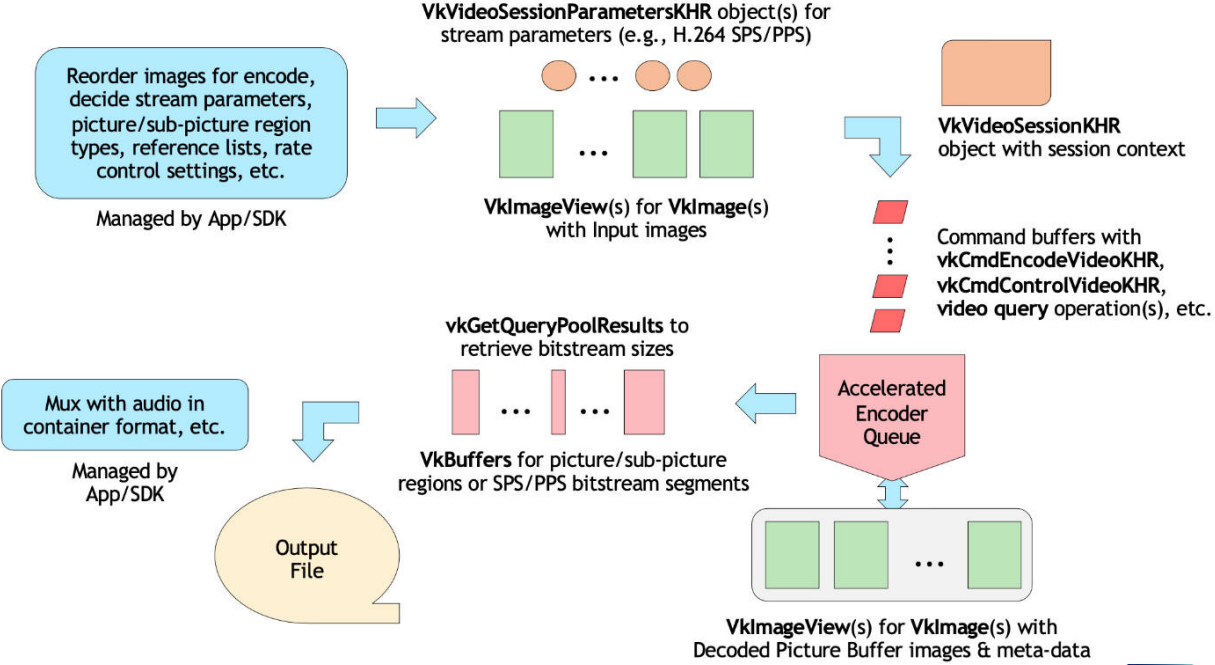 VkVideoSessionParametersKHR object(s) for
stream parameters (e.g., H.264 SPS/PPS)
Reorder images for encode,
decide stream parameters,
picture/sub-picture region
types, reference lists, rate
control settings, etc.
Managed by App/SDK
VkImageView(s) for VkImage(s)
with Input images
VkVideoSessionKHR
object with session context
Command buffers with
vkCmdEncodeVideoKHR,
vkCmdControlVideoKHR,
video query operation(s), etc.
Accelerated
Encoder
Queue
VkImageView(s) for VkImage(s) with
Decoded Picture Buffer images & meta-data
vkGetQueryPoolResults to
retrieve bitstream sizes
VkBuffers for picture/sub-picture
regions or SPS/PPS bitstream segments
Mux with audio in
container format, etc.
Managed by
App/SDK
Output
File